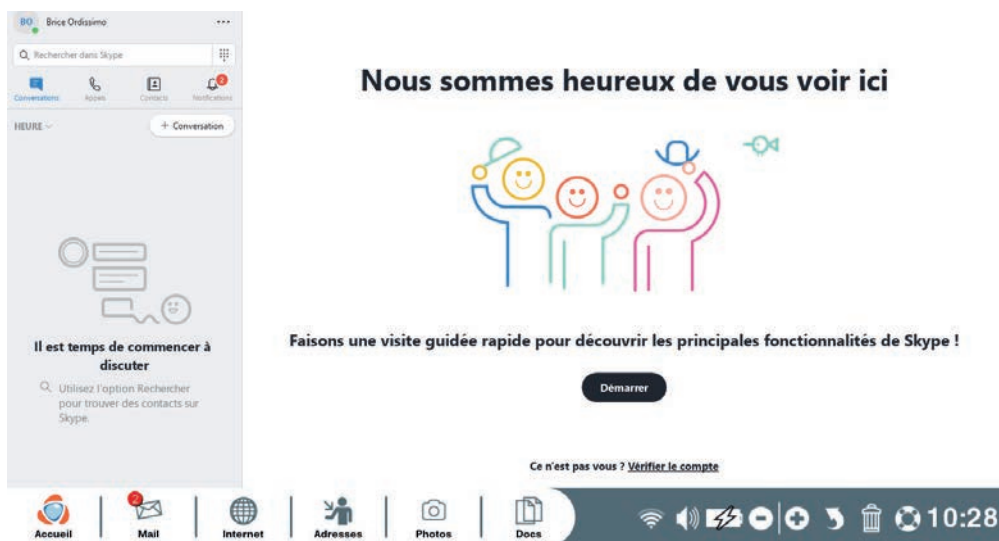 BO Brice Ordissimo ...
Rechercher dans Skype
2
Conversations Appels Contacts Notifications
HEURE
+ Conversation
Il est temps de commencer à
discuter
Utilisez l'option Rechercher
pour trouver des contacts sur
Skype.
Nous sommes heureux de vous voir ici
Faisons une visite guidée rapide pour découvrir les principales fonctionnalités de Skype !
Démarrer
Ce n'est pas vous ? Vérifier le compte
2
Accueil Mail Internet Adresses Photos Docs 10:28